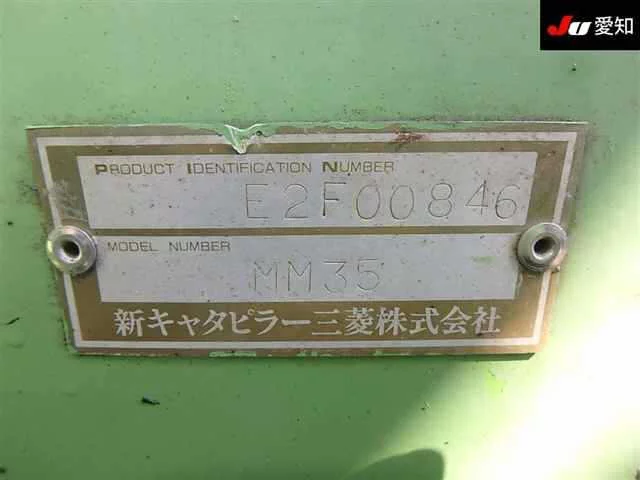 JU愛知
PRODUCT IDENTIFICATION NUMBER
E2F00846
MODEL NUMBER
MM35
新キャタピラー三菱株式会社